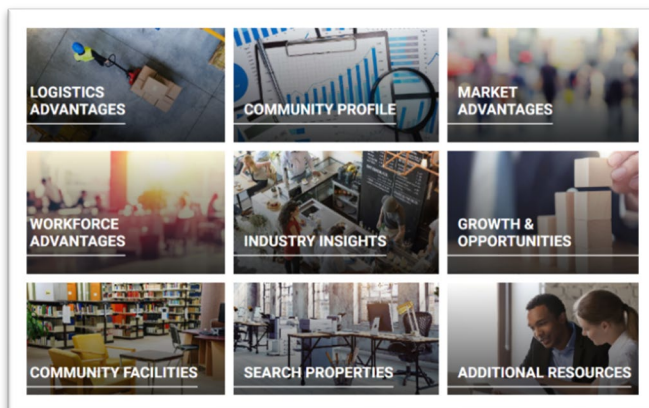 LOGISTICS
ADVANTAGES
COMMUNITY PROFILE
MARKET
ADVANTAGES
WORKFORCE
ADVANTAGES
INDUSTRY INSIGHTS
GROWTH &
OPPORTUNITIES
COMMUNITY FACILITIES
SEARCH PROPERTIES
ADDITIONAL RESOURCES